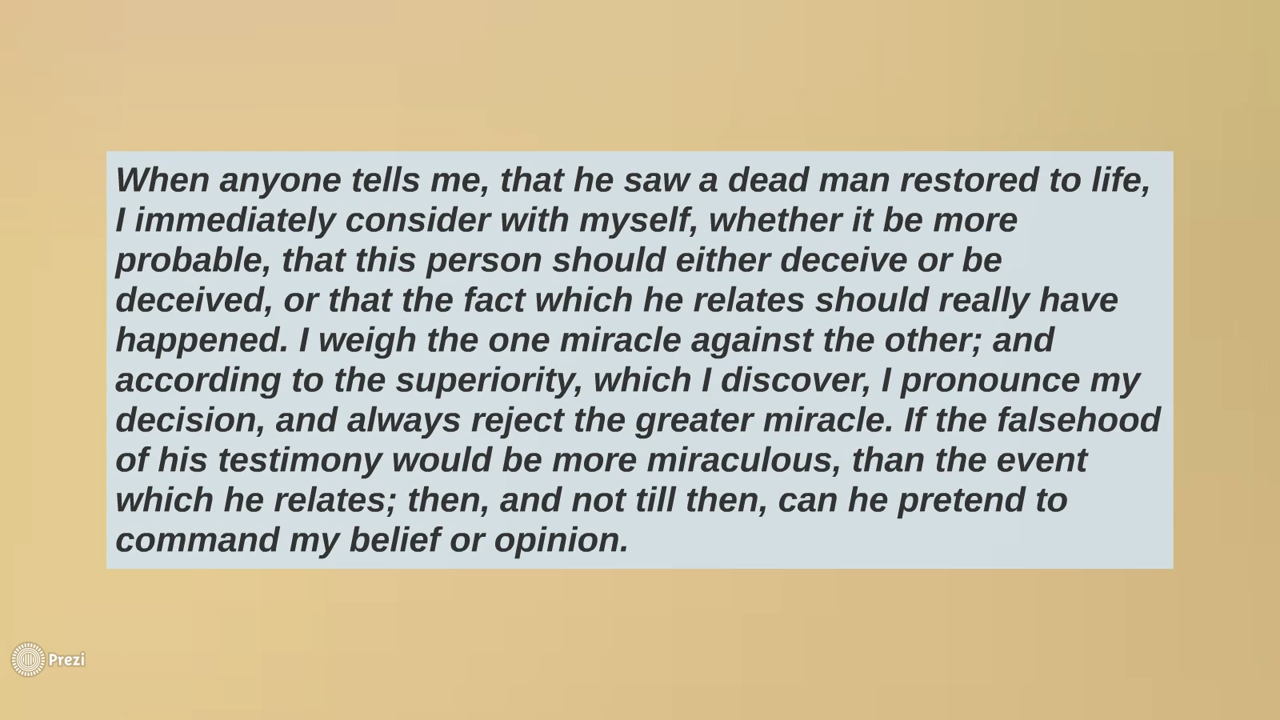 When anyone tells me, that he saw a dead man restored to life,
I immediately consider with myself, whether it be more
probable, that this person should either deceive or be
deceived, or that the fact which he relates should really have
happened. I weigh the one miracle against the other; and
according to the superiority, which I discover, I pronounce my
decision, and always reject the greater miracle. If the falsehood
of his testimony would be more miraculous, than the event
which he relates; then, and not till then, can he pretend to
command my belief or opinion.
Prezi